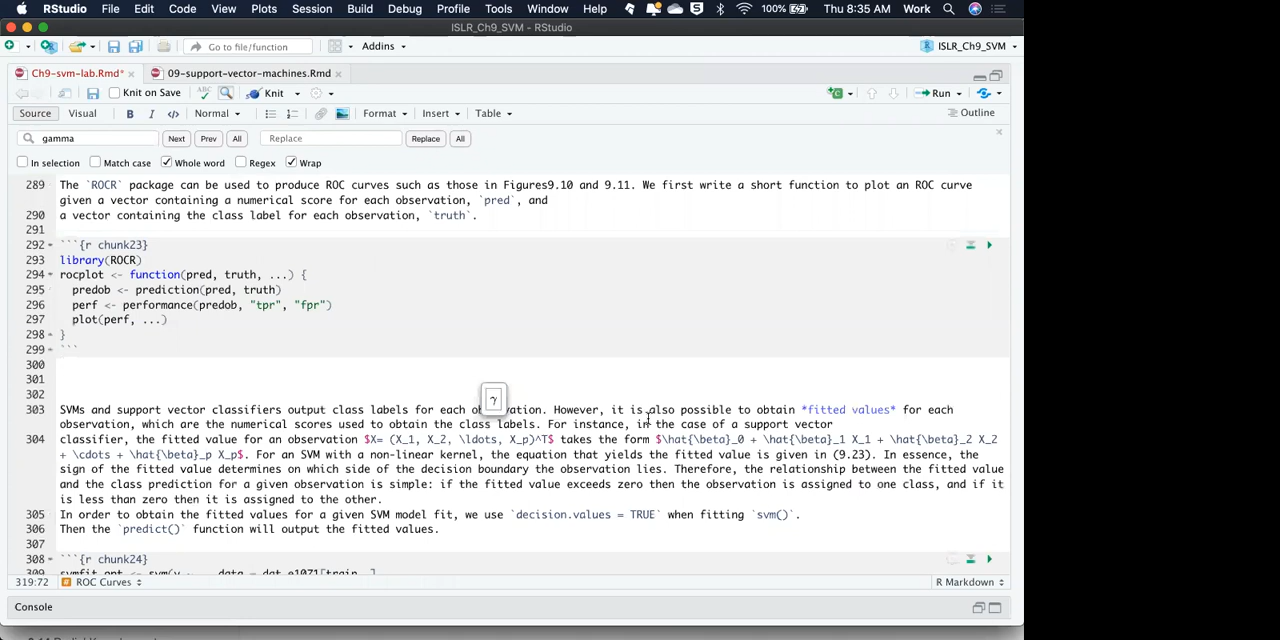 RStudio File Edit Code View Plots Session Build Debug Profile Tools Window Help 100% Thu 8:35 AM Work
ISLR_Ch9_SVM - RStudio
Go to file/function Addins ISLR_Ch9_SVM
Ch9-svm-lab.Rmd* 09-support-vector-machines.Rmd
Knit on Save ABC Knit Run
Source Visual B I </> Normal Format Insert Table Outline
gamma Next Prev All Replace Replace All
In selection Match case Whole word Regex Wrap
289 The `ROCR` package can be used to produce ROC curves such as those in Figures9.10 and 9.11. We first write a short function to plot an ROC curve
given a vector containing a numerical score for each observation, `pred`, and
290 a vector containing the class label for each observation, `truth`.
291
292 ```{r chunk23}
293 library(ROCR)
294 rocplot <- function(pred, truth, ...) {
295 predob <- prediction(pred, truth)
296 perf <- performance(predob, "tpr", "fpr")
297 plot(perf, ...)
298 }
299 ```
300
301
302
γ
303 SVMs and support vector classifiers output class labels for each observation. However, it is also possible to obtain *fitted values* for each
observation, which are the numerical scores used to obtain the class labels. For instance, in the case of a support vector
304 classifier, the fitted value for an observation $X= (X_1, X_2, \ldots, X_p)^T$ takes the form $\hat{\beta}_0 + \hat{\beta}_1 X_1 + \hat{\beta}_2 X_2
+ \cdots + \hat{\beta}_p X_p$. For an SVM with a non-linear kernel, the equation that yields the fitted value is given in (9.23). In essence, the
sign of the fitted value determines on which side of the decision boundary the observation lies. Therefore, the relationship between the fitted value
and the class prediction for a given observation is simple: if the fitted value exceeds zero then the observation is assigned to one class, and if it
is less than zero then it is assigned to the other.
305 In order to obtain the fitted values for a given SVM model fit, we use `decision.values = TRUE` when fitting `svm()`.
306 Then the `predict()` function will output the fitted values.
307
308 ```{r chunk24}
319:72 ROC Curves R Markdown
Console